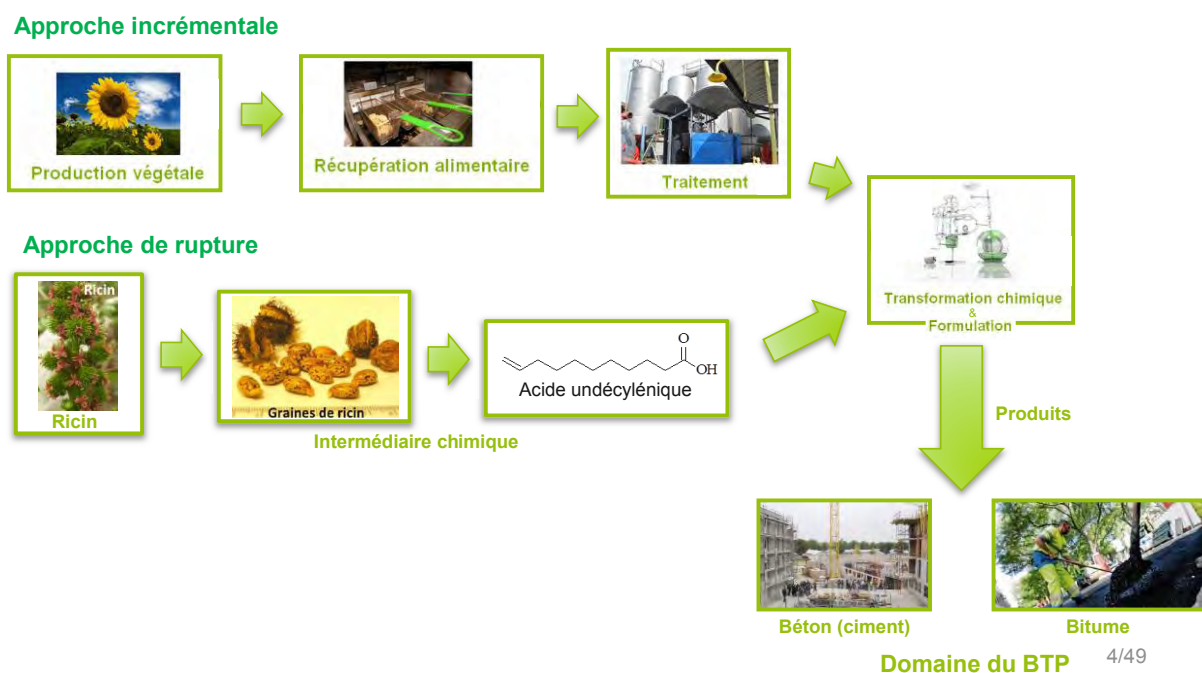 Approche incrémentale
Production végétale
Récupération alimentaire
Traitement
Approche de rupture
Ricin
Ricin
Graines de ricin
Intermédiaire chimique
O
OH
Acide undécylénique
Transformation chimique
&
Formulation
Produits
Béton (ciment)
Bitume
Domaine du BTP
4/49